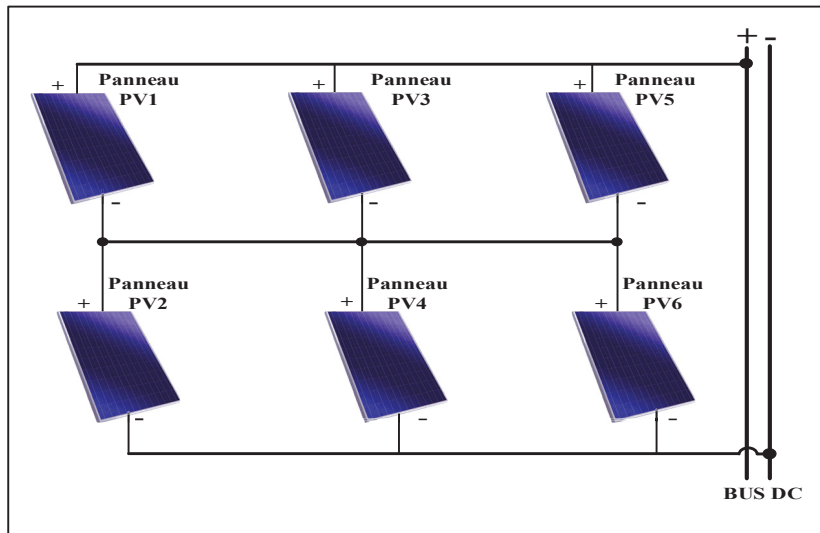 + -
+ Panneau
PV1
Panneau
+ PV3
Panneau
+ PV5
-
-
-
Panneau
+ PV2
Panneau
+ PV4
Panneau
+ PV6
-
-
-
BUS DC